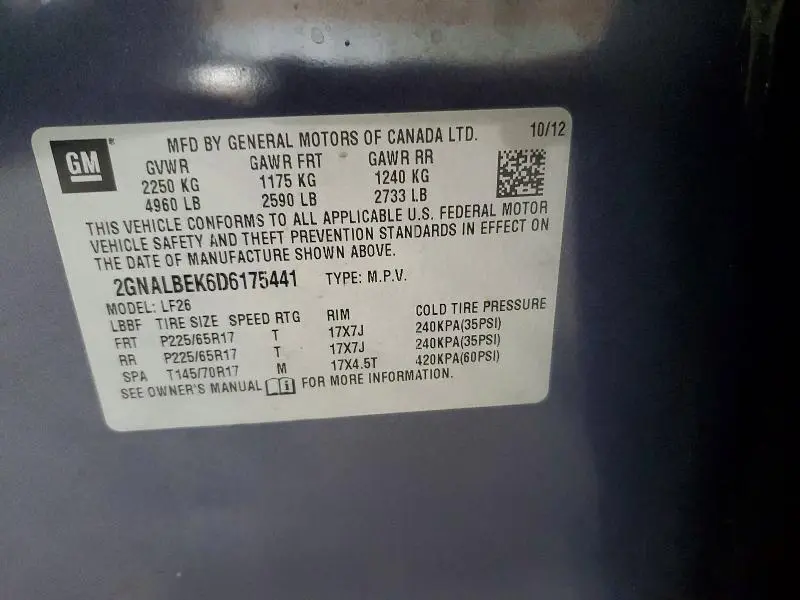 GM
MFD BY GENERAL MOTORS OF CANADA LTD. 10/12
GVWR GAWR FRT GAWR RR
2250 KG 1175 KG 1240 KG
4960 LB 2590 LB 2733 LB
THIS VEHICLE CONFORMS TO ALL APPLICABLE U.S. FEDERAL MOTOR
VEHICLE SAFETY AND THEFT PREVENTION STANDARDS IN EFFECT ON
THE DATE OF MANUFACTURE SHOWN ABOVE.
2GNALBEK6D6175441 TYPE: M.P.V.
MODEL: LF26
LBBF TIRE SIZE SPEED RTG RIM COLD TIRE PRESSURE
FRT P225/65R17 T 17X7J 240KPA(35PSI)
RR P225/65R17 T 17X7J 240KPA(35PSI)
SPA T145/70R17 M 17X4.5T 420KPA(60PSI)
SEE OWNER'S MANUAL FOR MORE INFORMATION.